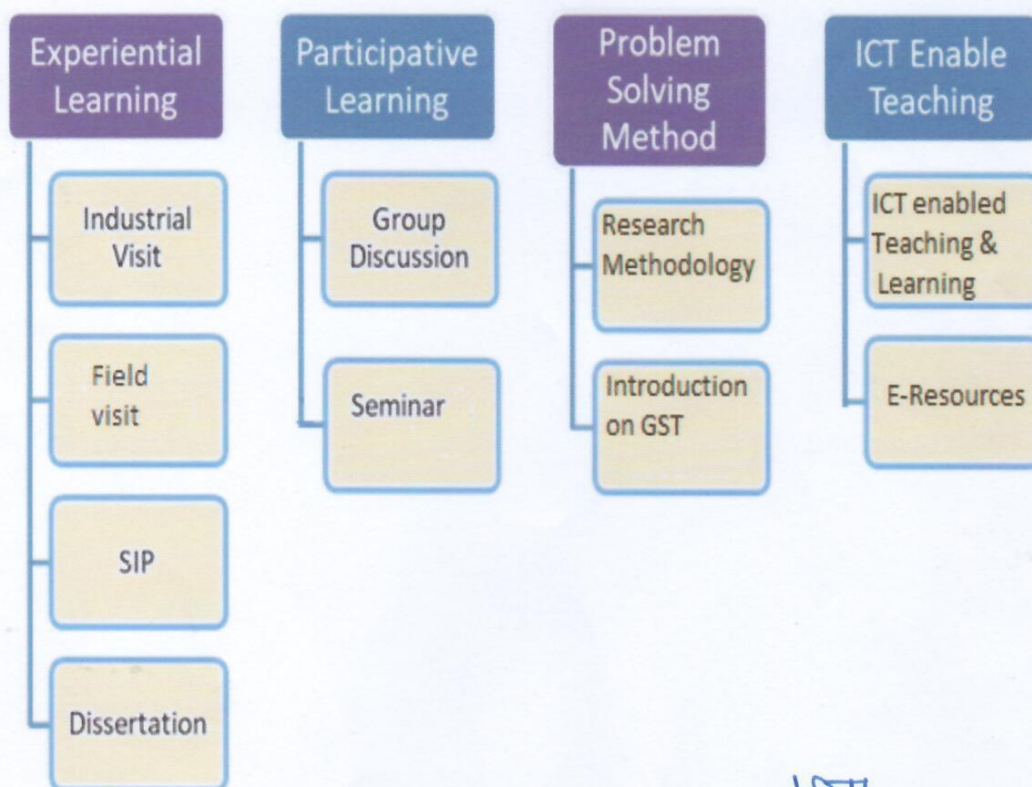 Experiential
Learning
Industrial
Visit
Field
visit
SIP
Dissertation
Participative
Learning
Group
Discussion
Seminar
Problem
Solving
Method
Research
Methodology
Introduction
on GST
ICT Enable
Teaching
ICT enabled
Teaching &
Learning
E-Resources